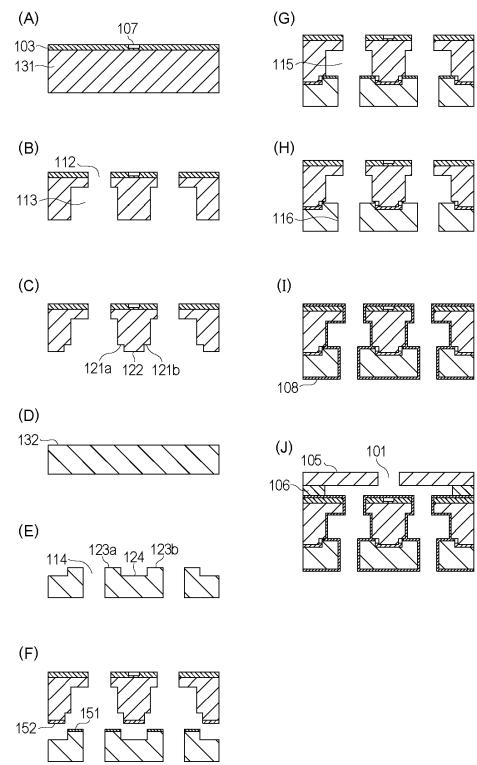 (A)
107
103
131
(B)
112
113
(C)
121a 122 121b
(D)
132
(E)
123a 123b
114 124
(F)
152 151
(G)
115
(H)
116
(I)
108
(J)
105 101
106